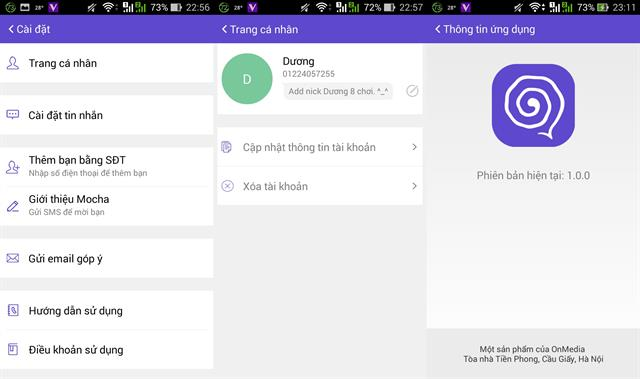 73%
22:56
Cài đặt
Trang cá nhân
Cài đặt tin nhắn
Thêm bạn bằng SĐT
Nhập số điện thoại để thêm bạn
Giới thiệu Mocha
Gửi SMS để mời bạn
Gửi email góp ý
Hướng dẫn sử dụng
Điều khoản sử dụng
28°
72%
22:57
Trang cá nhân
D
Dương
01224057255
Add nick Dương 8 chơi. ^_^
Cập nhật thông tin tài khoản
Xóa tài khoản
28°
73%
23:11
Thông tin ứng dụng
Phiên bản hiện tại: 1.0.0
Một sản phẩm của OnMedia
Tòa nhà Tiền Phong, Cầu Giấy, Hà Nội